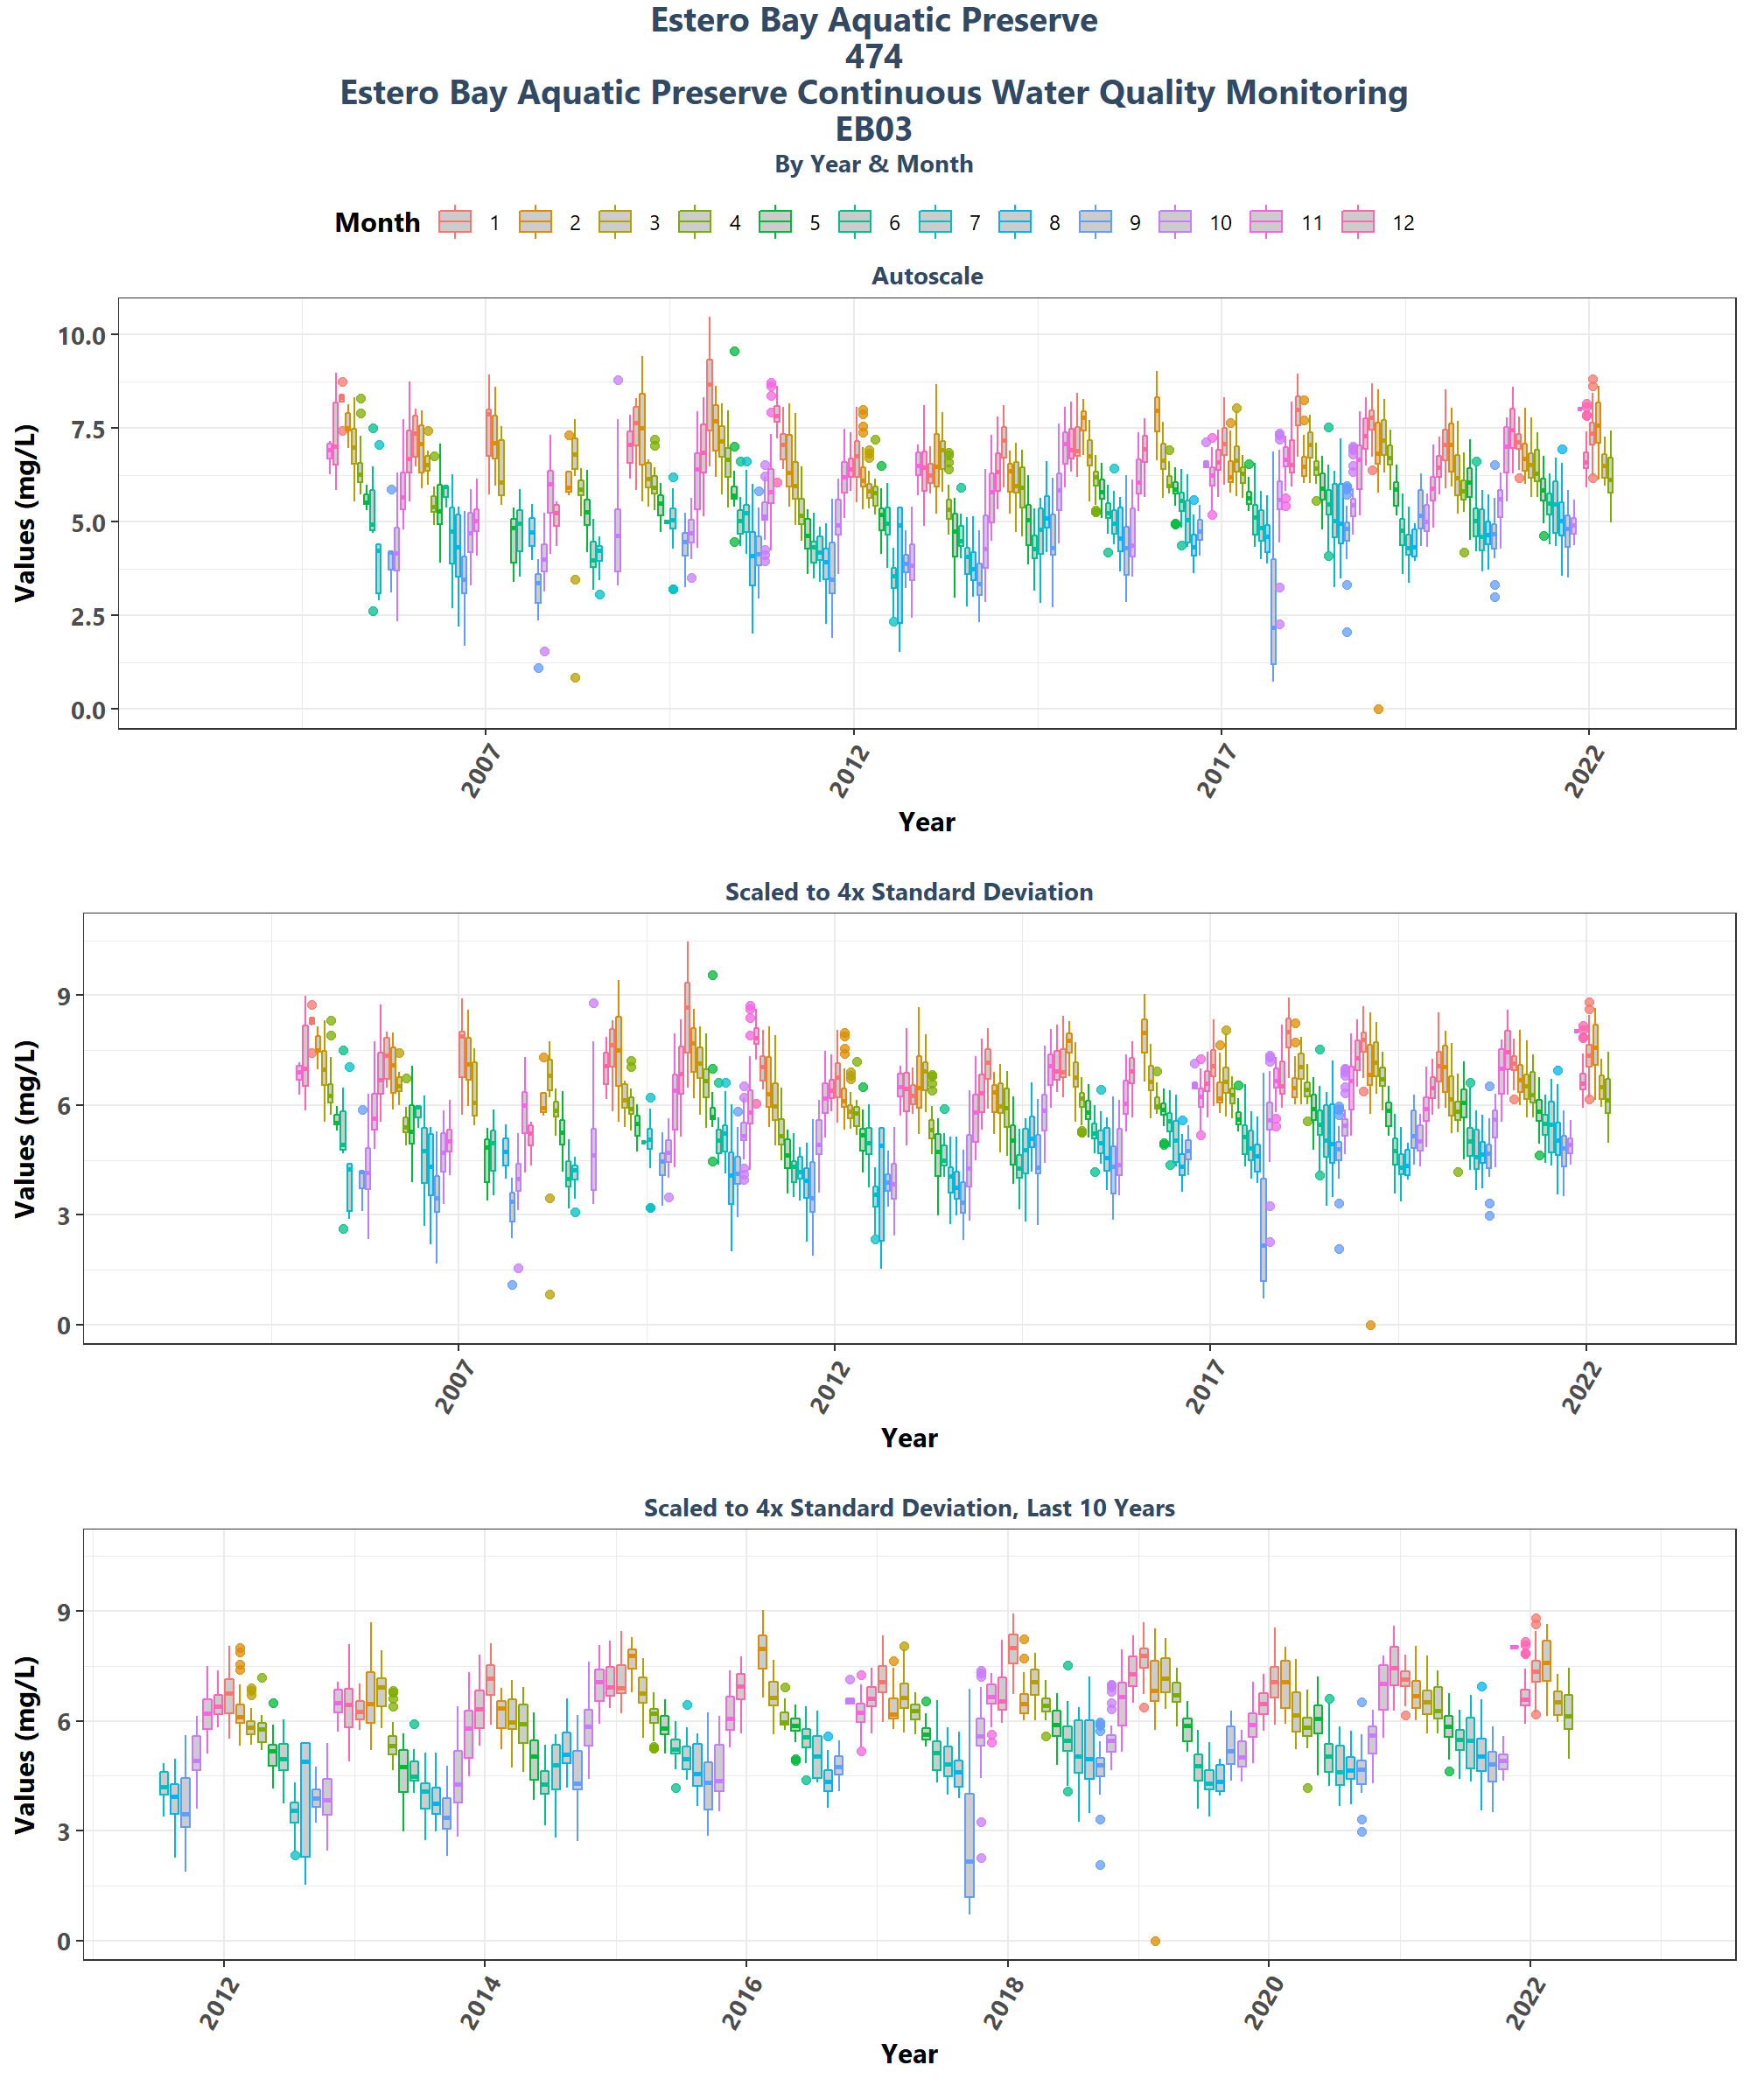 Estero Bay Aquatic Preserve
474
Estero Bay Aquatic Preserve Continuous Water Quality Monitoring
EB03
By Year & Month
Month 1 2 3 4 5 6 7 8 9 10 11 12
Autoscale
Values (mg/L)
10.0
7.5
5.0
2.5
0.0
2007 2012 2017 2022
Year
Scaled to 4x Standard Deviation
Values (mg/L)
9
6
3
0
2007 2012 2017 2022
Year
Scaled to 4x Standard Deviation, Last 10 Years
Values (mg/L)
9
6
3
0
2012 2014 2016 2018 2020 2022
Year